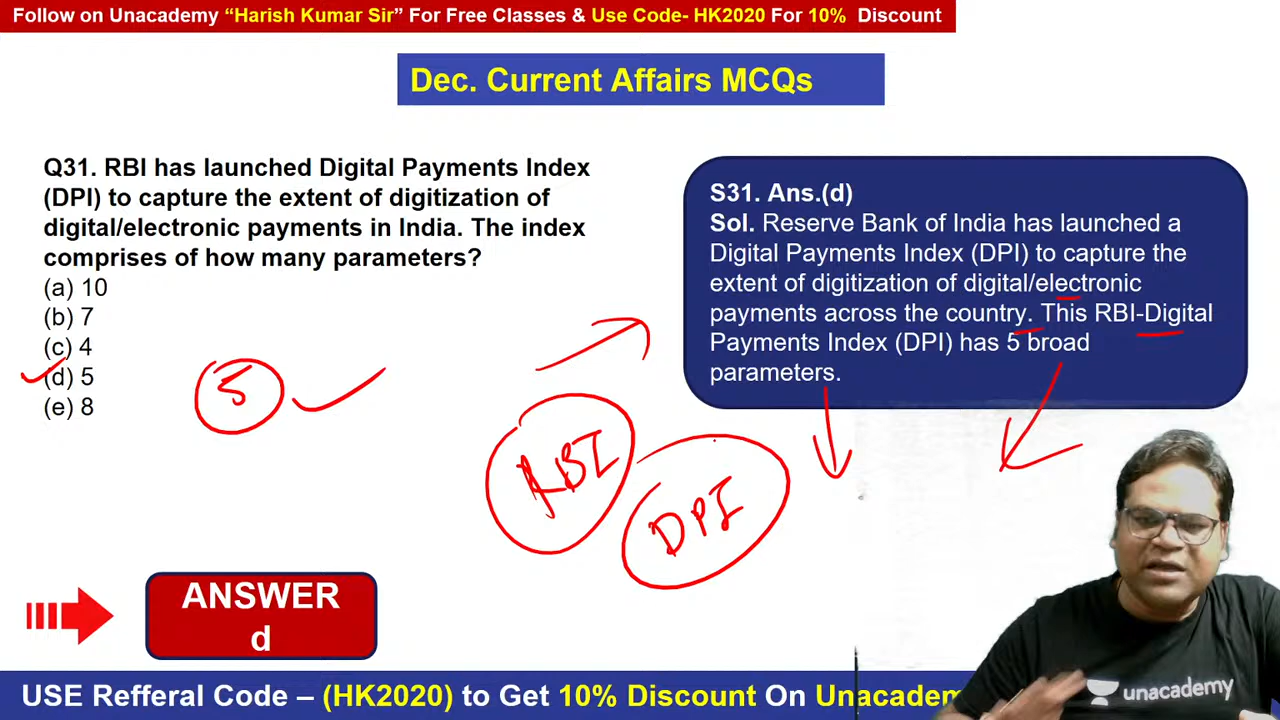 Follow on Unacademy “Harish Kumar Sir” For Free Classes & Use Code- HK2020 For 10% Discount
Dec. Current Affairs MCQs
Q31. RBI has launched Digital Payments Index
(DPI) to capture the extent of digitization of
digital/electronic payments in India. The index
comprises of how many parameters?
(a) 10
(b) 7
(c) 4
(d) 5
(e) 8
5
S31. Ans.(d)
Sol. Reserve Bank of India has launched a
Digital Payments Index (DPI) to capture the
extent of digitization of digital/electronic
payments across the country. This RBI-Digital
Payments Index (DPI) has 5 broad
parameters.
RBI
DPI
ANSWER
d
unacademy
USE Refferal Code – (HK2020) to Get 10% Discount On Unacadem